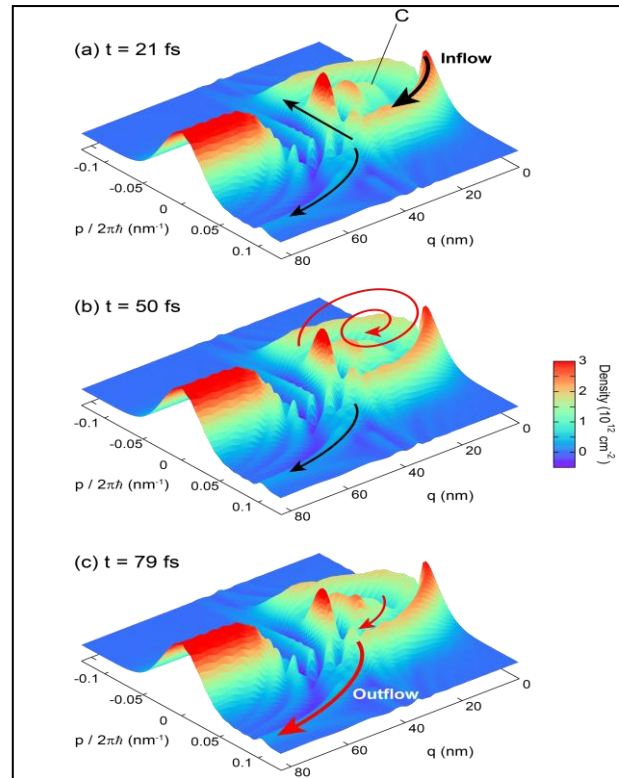 C
(a) t = 21 fs
Inflow
-0.1
-0.05
0
0.05
0.1
p / 2πℏ (nm⁻¹)
80
60
40
20
0
q (nm)
(b) t = 50 fs
-0.1
-0.05
0
0.05
0.1
p / 2πℏ (nm⁻¹)
80
60
40
20
0
q (nm)
3
2
1
0
Density (10¹² cm⁻²)
(c) t = 79 fs
Outflow
-0.1
-0.05
0
0.05
0.1
p / 2πℏ (nm⁻¹)
80
60
40
20
0
q (nm)